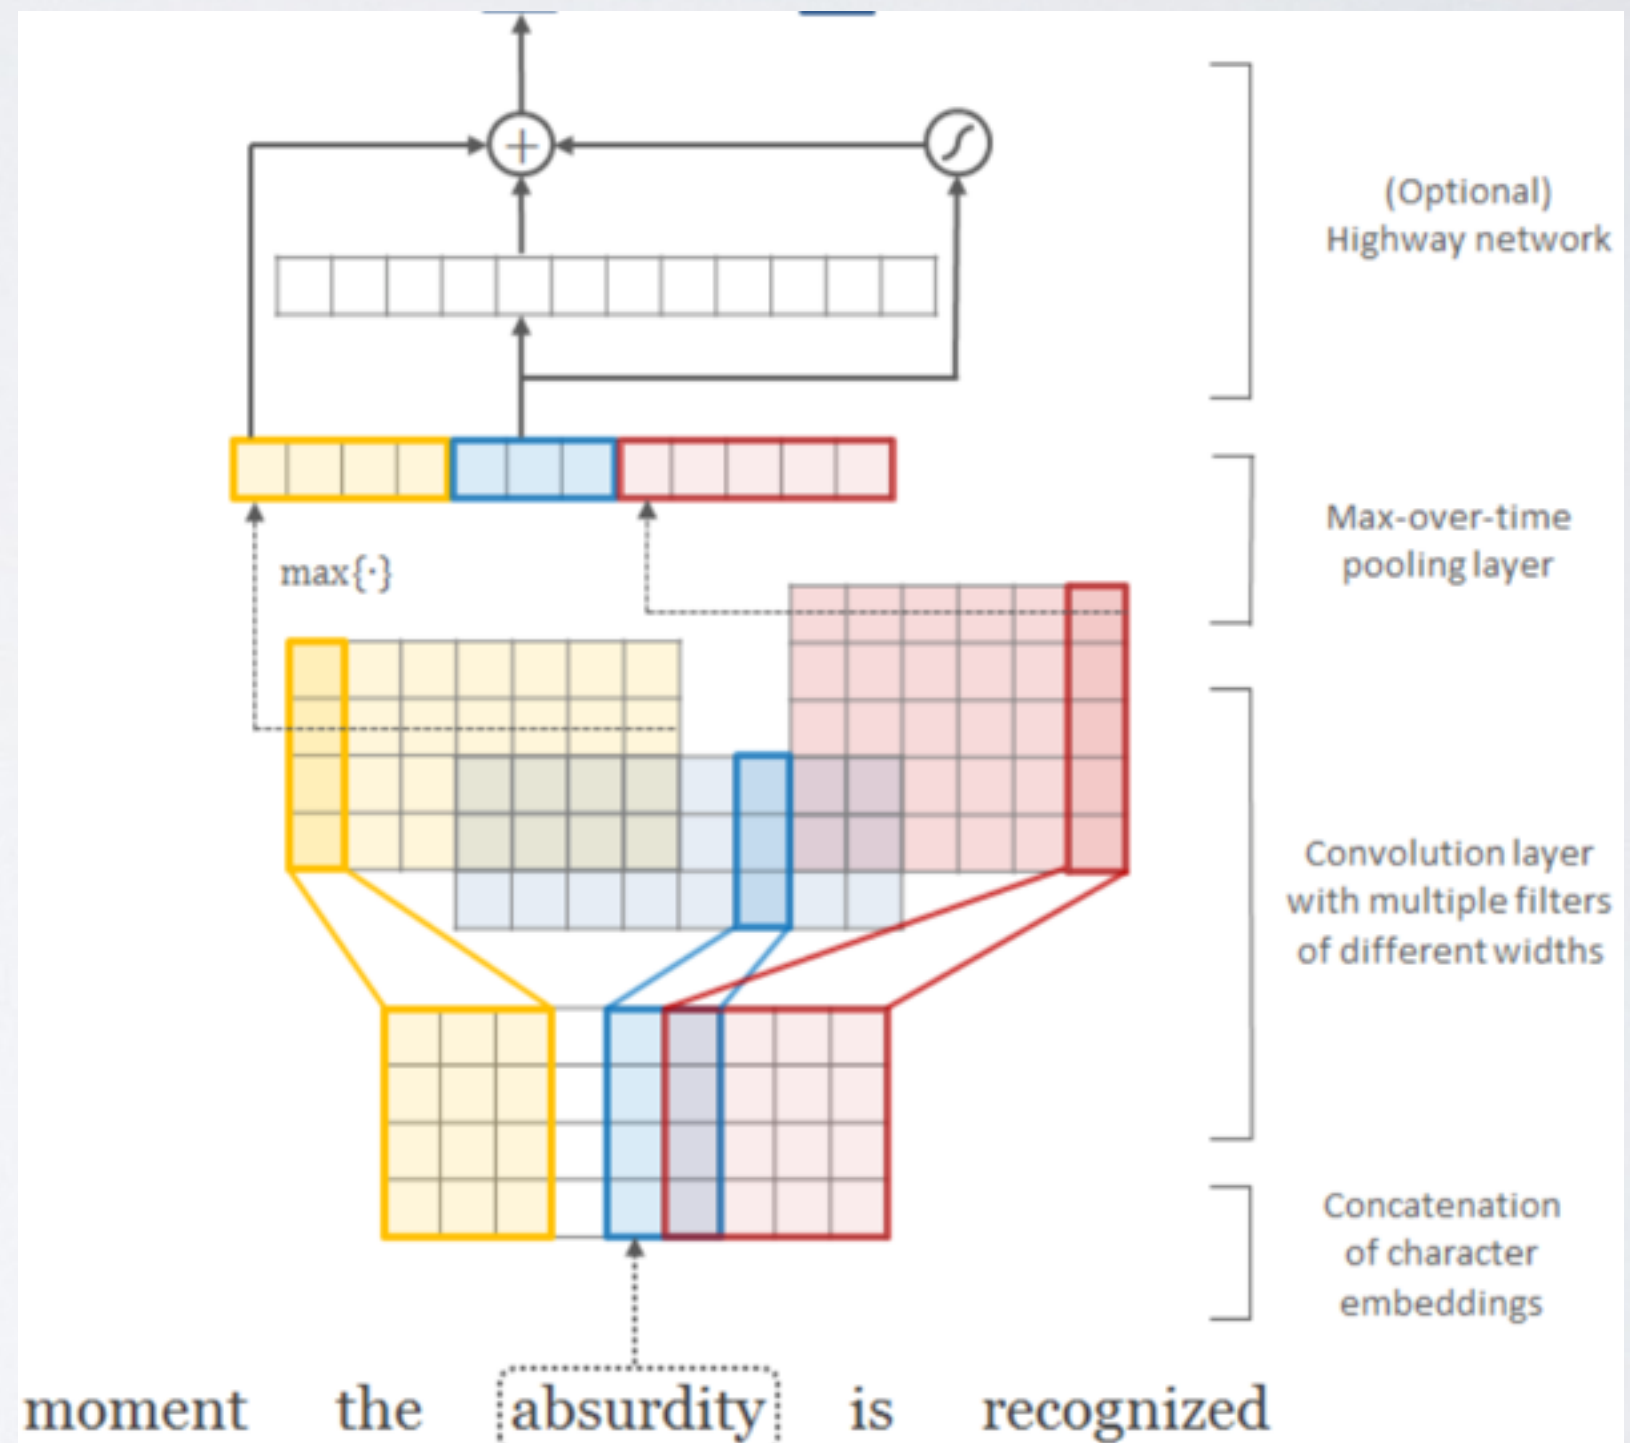 (Optional)
Highway network
Max-over-time
pooling layer
max{·}
Convolution layer
with multiple filters
of different widths
Concatenation
of character
embeddings
moment the absurdity is recognized